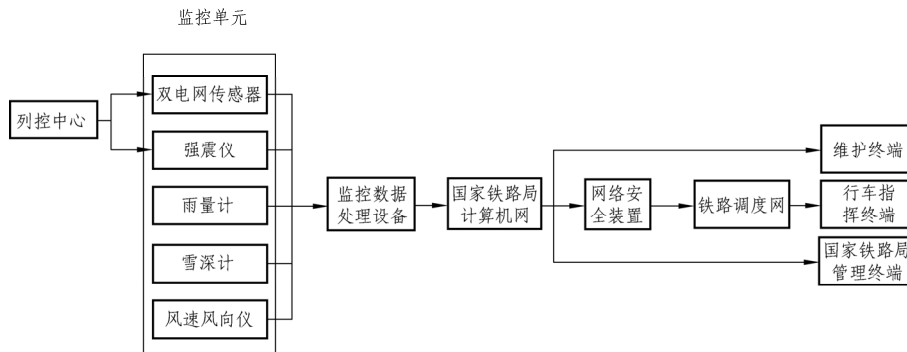 监控单元
双电网传感器
列控中心
强震仪
雨量计
雪深计
风速风向仪
监控数据
处理设备
国家铁路局
计算机网
网络安
全装置
铁路调度网
维护终端
行车指
挥终端
国家铁路局
管理终端